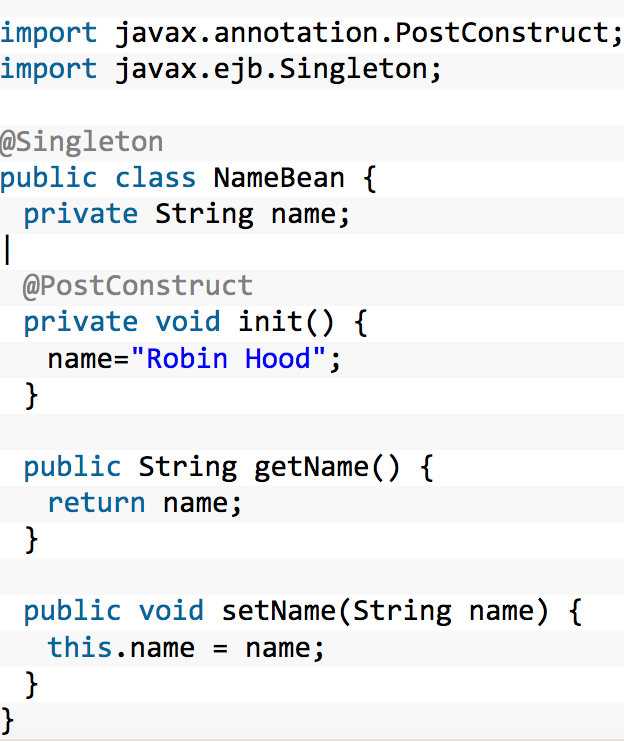 import javax.annotation.PostConstruct;
import javax.ejb.Singleton;
@Singleton
public class NameBean {
private String name;
@PostConstruct
private void init() {
name="Robin Hood";
}
public String getName() {
return name;
}
public void setName(String name) {
this.name = name;
}
}